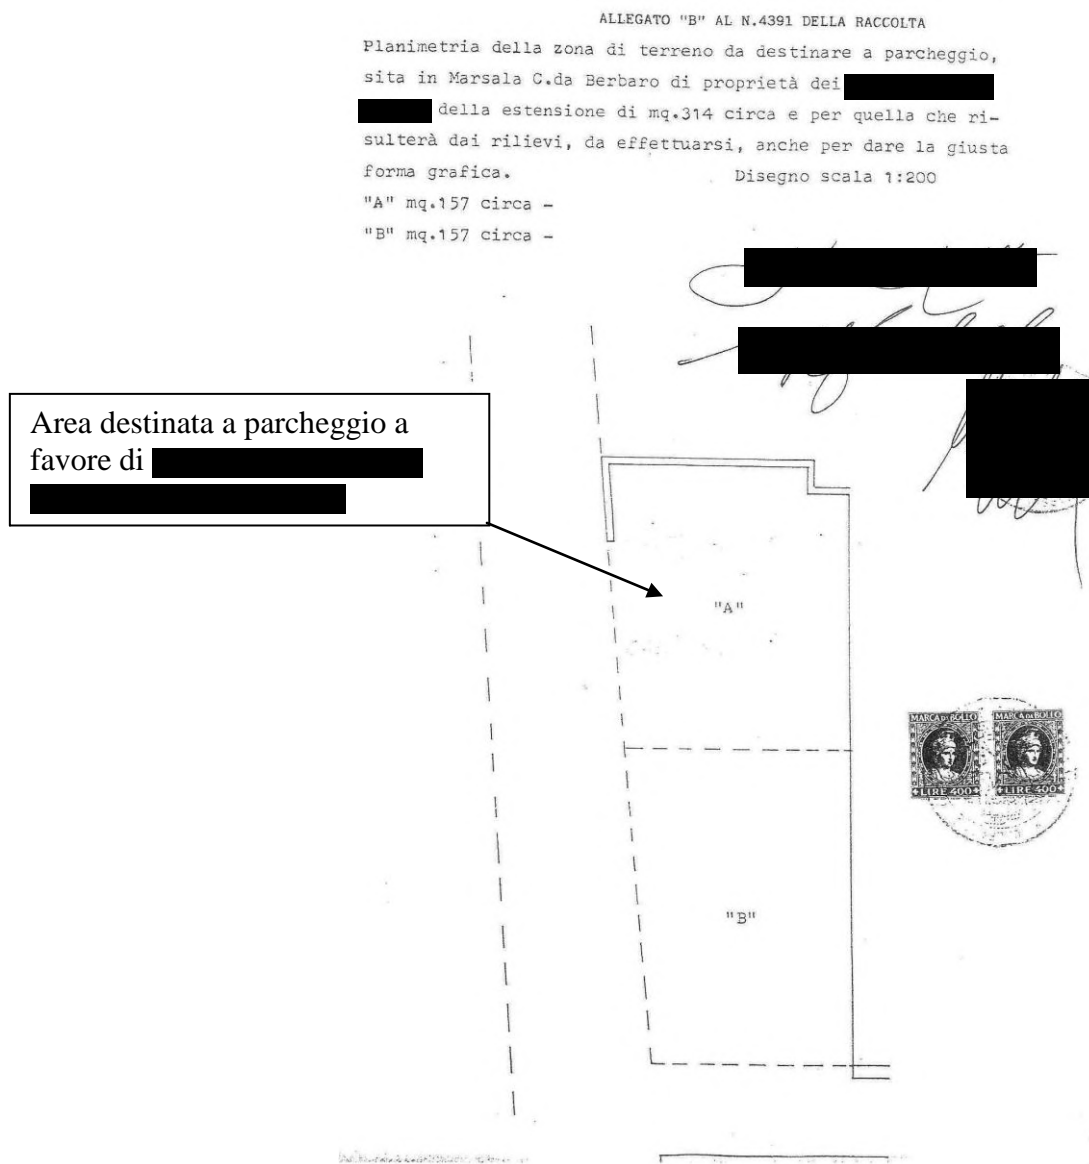 ALLEGATO "B" AL N.4391 DELLA RACCOLTA
Planimetria della zona di terreno da destinare a parcheggio,
sita in Marsala C.da Berbaro di proprietà dei
della estensione di mq.314 circa e per quella che ri-
sulterà dai rilievi, da effettuarsi, anche per dare la giusta
forma grafica. Disegno scala 1:200
"A" mq.157 circa -
"B" mq.157 circa -
Area destinata a parcheggio a
favore di
"A"
MARCA DA BOLLO MARCA DA BOLLO
LIRE 400 LIRE 400
"B"